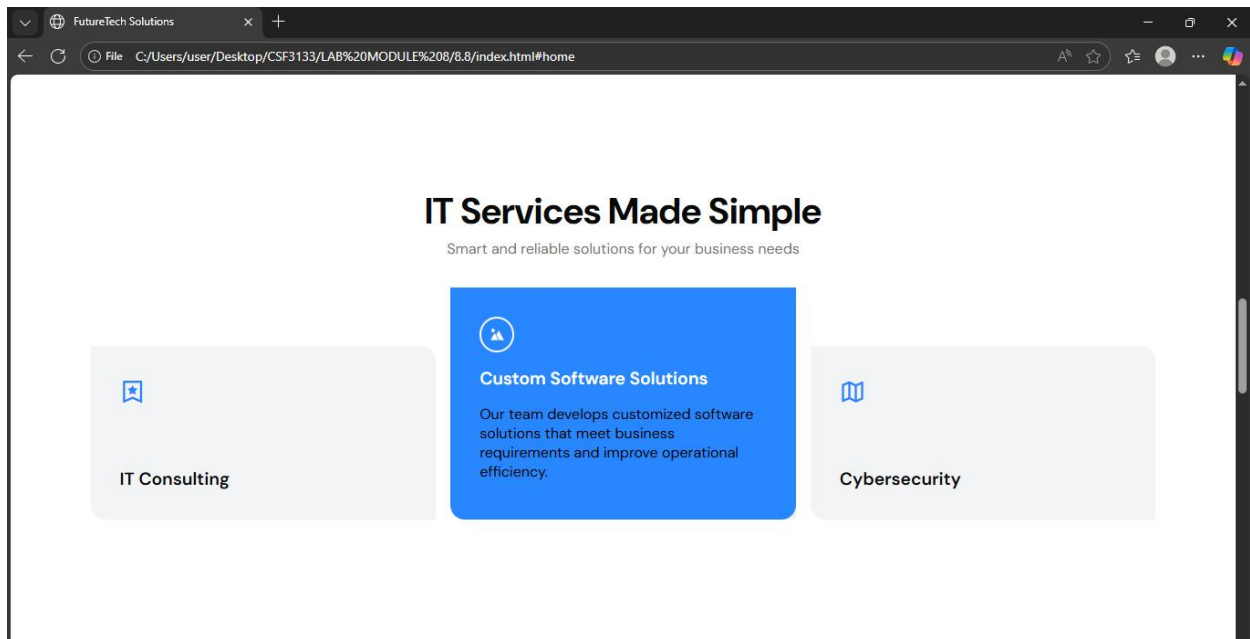 FutureTech Solutions
File C:/Users/user/Desktop/CSF3133/LAB%20MODULE%208/8.8/index.html#home
IT Services Made Simple
Smart and reliable solutions for your business needs
Custom Software Solutions
Our team develops customized software
solutions that meet business
requirements and improve operational
efficiency.
IT Consulting
Cybersecurity